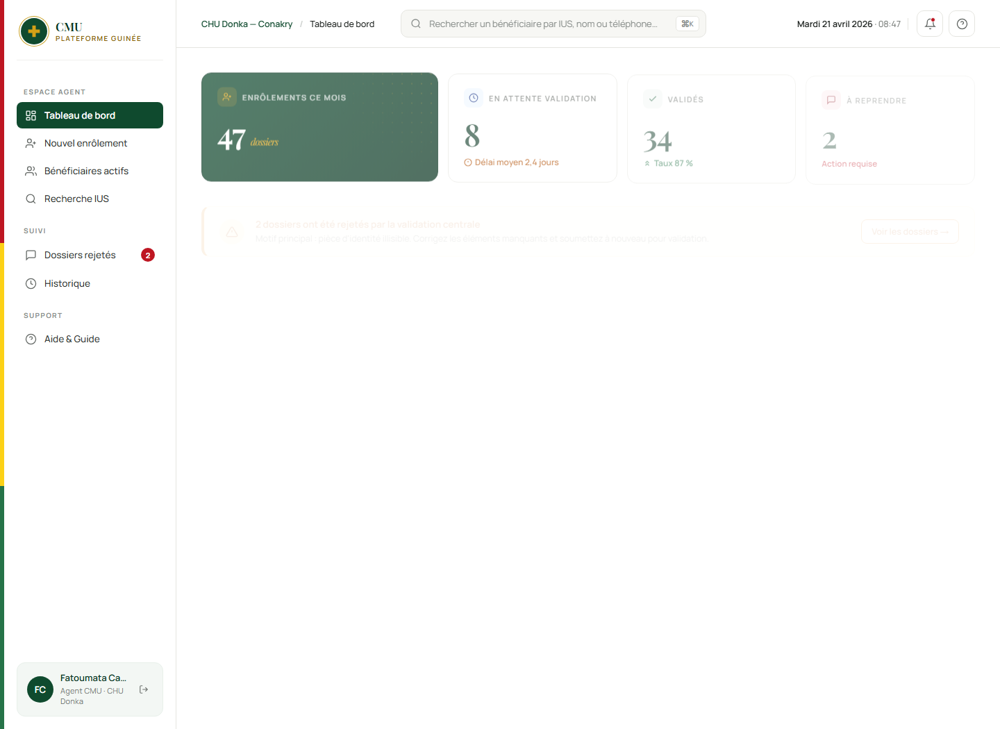 CMU
PLATEFORME GUINÉE
ESPACE AGENT
Tableau de bord
Nouvel enrôlement
Bénéficiaires actifs
Recherche IUS
SUIVI
Dossiers rejetés 2
Historique
SUPPORT
Aide & Guide
FC
Fatoumata Ca...
Agent CMU · CHU
Donka
CHU Donka — Conakry / Tableau de bord
Rechercher un bénéficiaire par IUS, nom ou téléphone...
⌘K
Mardi 21 avril 2026 · 08:47
ENRÔLEMENTS CE MOIS
47 dossiers
EN ATTENTE VALIDATION
8
Délai moyen 2,4 jours
VALIDÉS
34
Taux 87 %
À REPRENDRE
2
Action requise
2 dossiers ont été rejetés par la validation centrale
Motif principal : pièce d'identité illisible. Corrigez les éléments manquants et soumettez à nouveau pour validation.
Voir les dossiers →